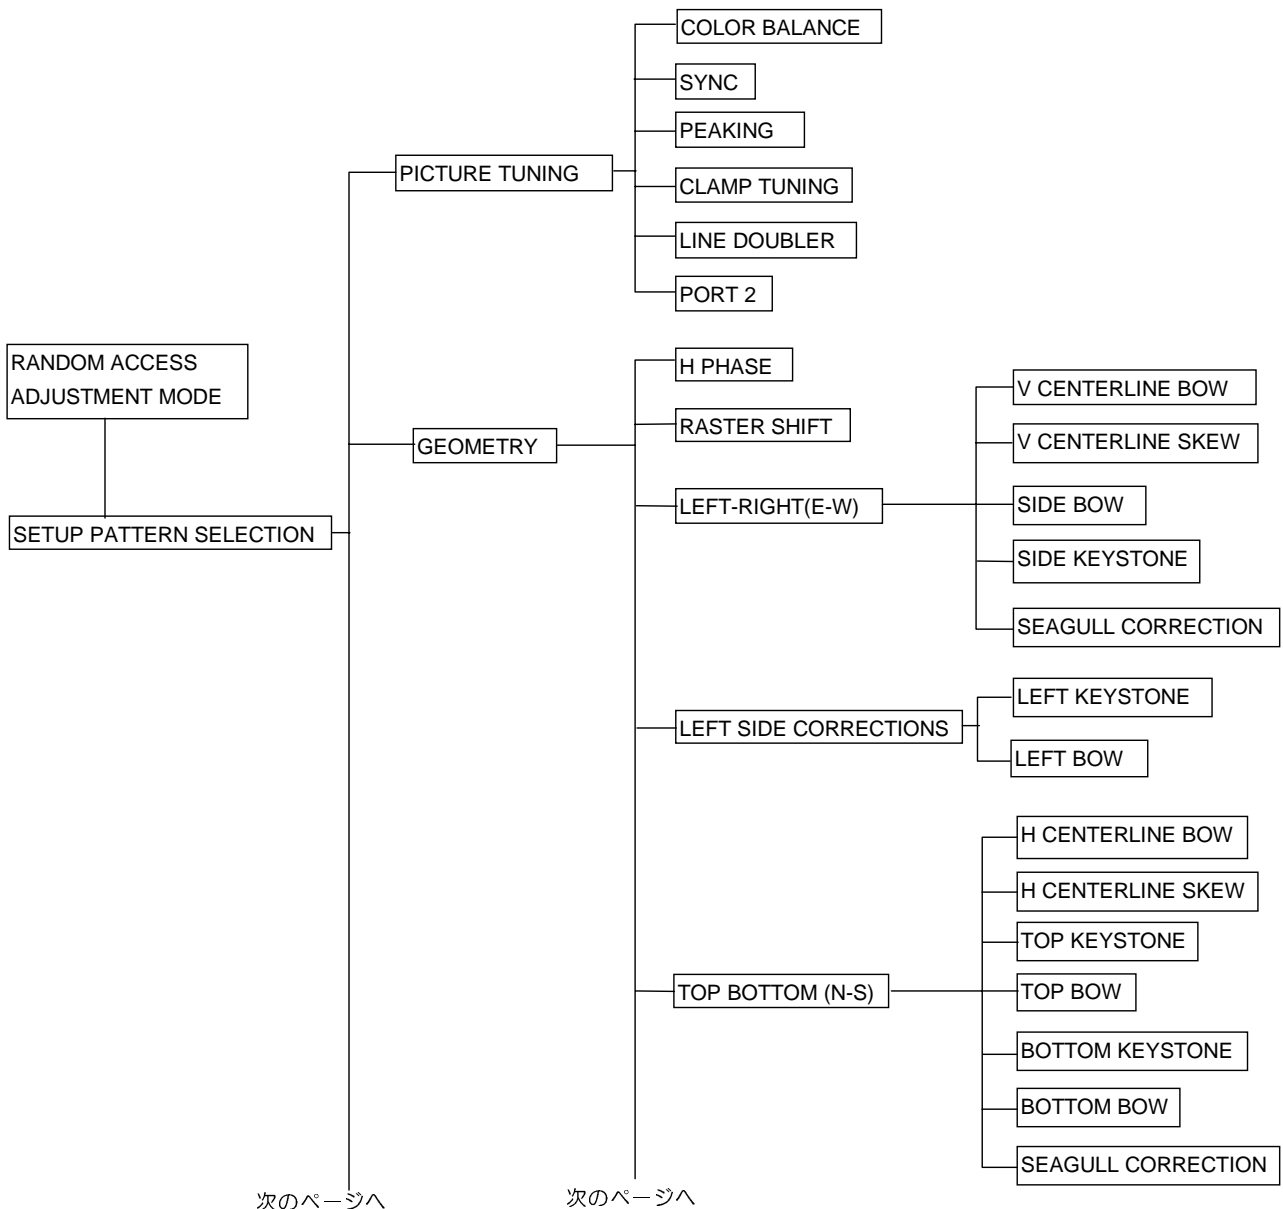 COLOR BALANCE
SYNC
PEAKING
PICTURE TUNING
CLAMP TUNING
LINE DOUBLER
PORT 2
RANDOM ACCESS
ADJUSTMENT MODE
SETUP PATTERN SELECTION
GEOMETRY
H PHASE
RASTER SHIFT
LEFT-RIGHT(E-W)
V CENTERLINE BOW
V CENTERLINE SKEW
SIDE BOW
SIDE KEYSTONE
SEAGULL CORRECTION
LEFT SIDE CORRECTIONS
LEFT KEYSTONE
LEFT BOW
TOP BOTTOM (N-S)
H CENTERLINE BOW
H CENTERLINE SKEW
TOP KEYSTONE
TOP BOW
BOTTOM KEYSTONE
BOTTOM BOW
SEAGULL CORRECTION
次のページへ
次のページへ